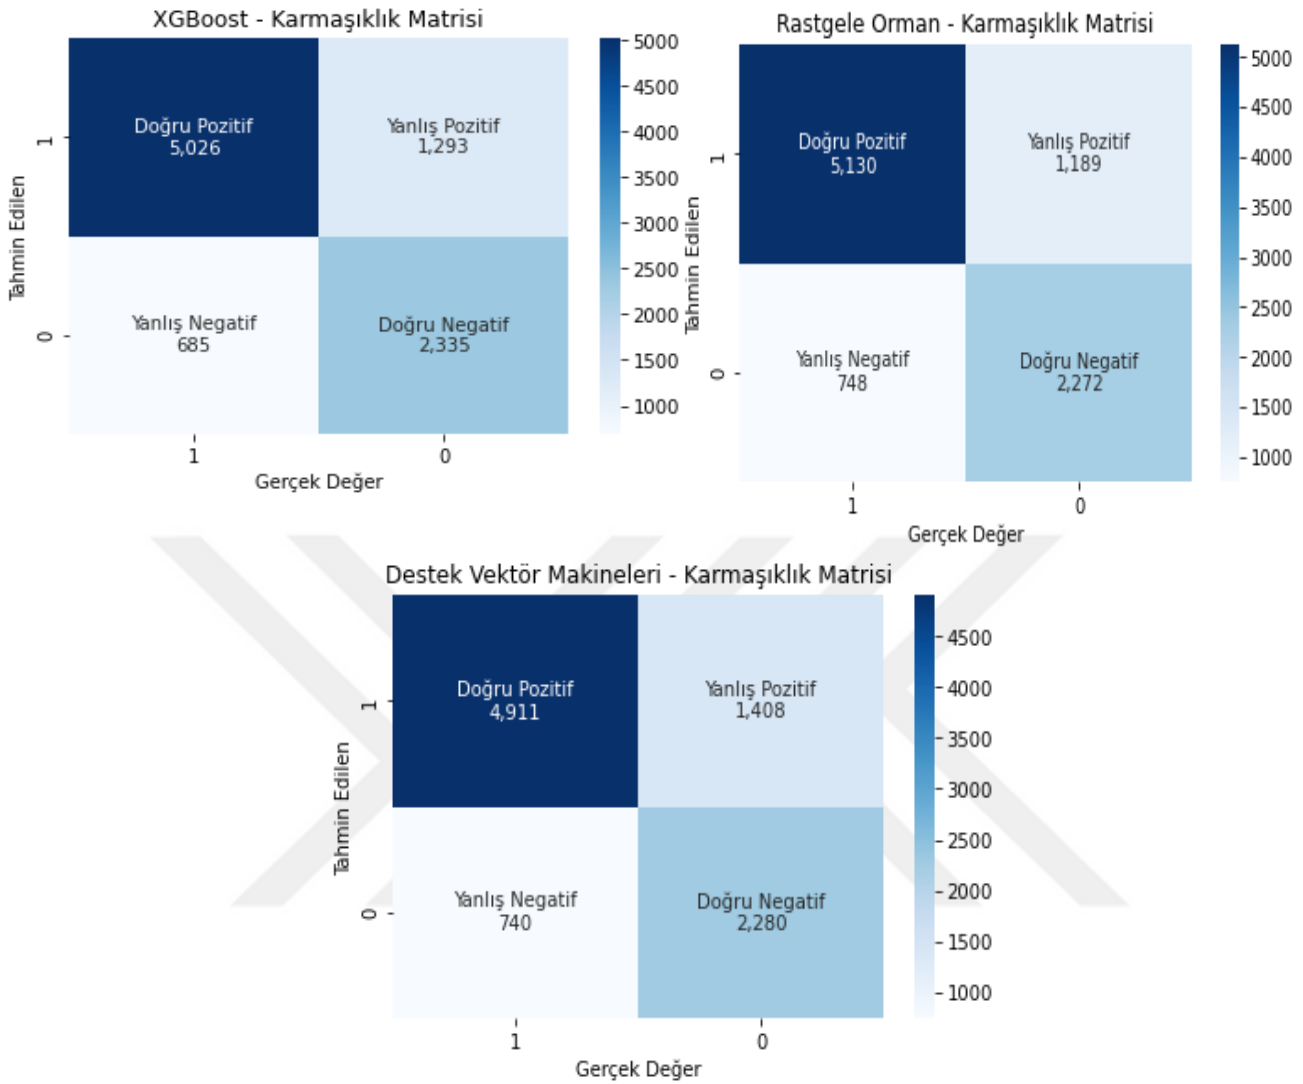 XGBoost - Karmaşıklık Matrisi
Doğru Pozitif
5,026
Yanlış Pozitif
1,293
Yanlış Negatif
685
Doğru Negatif
2,335
1
0
Tahmin Edilen
1
0
Gerçek Değer
5000
4500
4000
3500
3000
2500
2000
1500
1000
Rastgele Orman - Karmaşıklık Matrisi
Doğru Pozitif
5,130
Yanlış Pozitif
1,189
Yanlış Negatif
748
Doğru Negatif
2,272
1
0
Tahmin Edilen
1
0
Gerçek Değer
5000
4500
4000
3500
3000
2500
2000
1500
1000
Destek Vektör Makineleri - Karmaşıklık Matrisi
Doğru Pozitif
4,911
Yanlış Pozitif
1,408
Yanlış Negatif
740
Doğru Negatif
2,280
1
0
Tahmin Edilen
1
0
Gerçek Değer
4500
4000
3500
3000
2500
2000
1500
1000